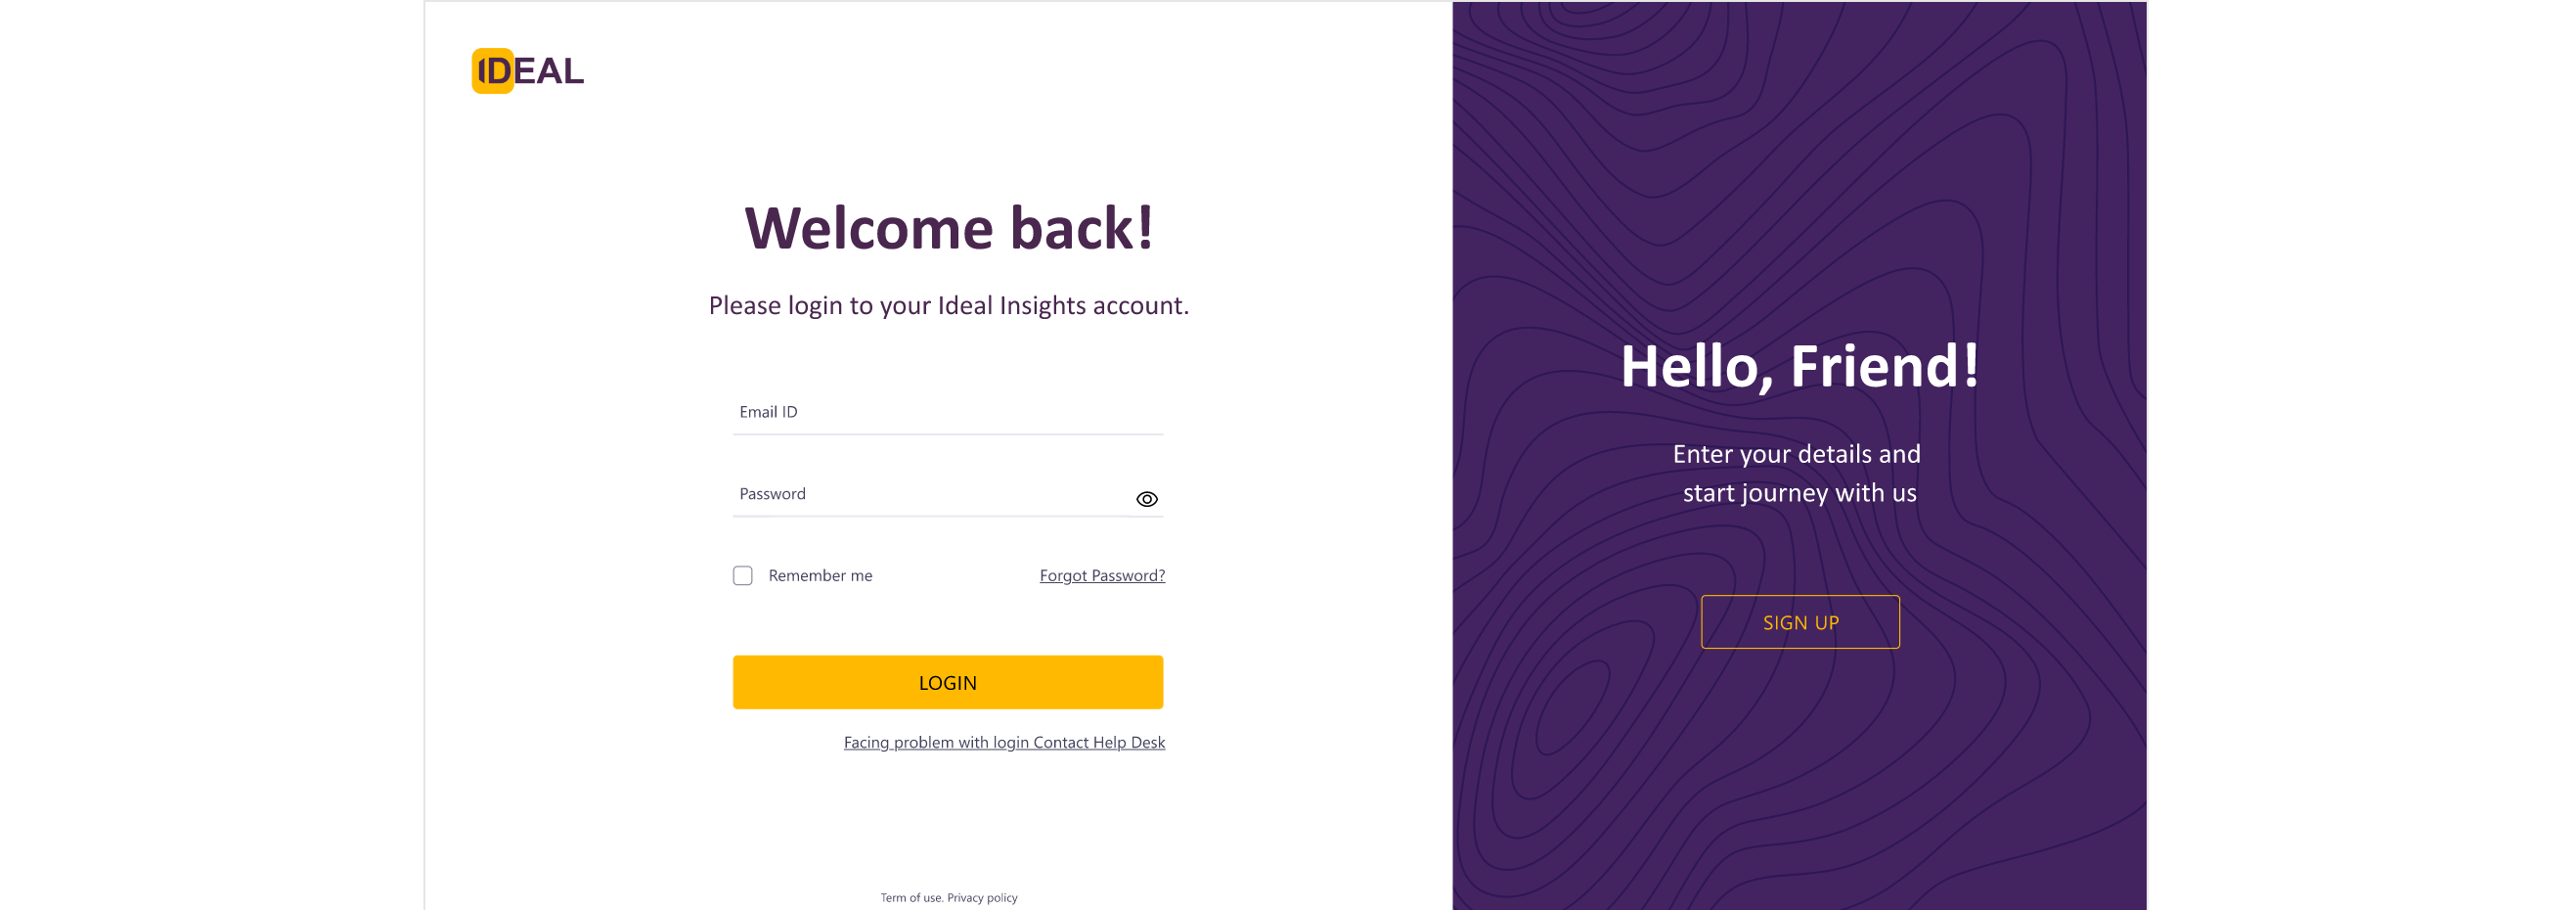 IDEAL
Welcome back!
Please login to your Ideal Insights account.
Email ID
Password
Remember me
Forgot Password?
LOGIN
Facing problem with login Contact Help Desk
Term of use. Privacy policy
Hello, Friend!
Enter your details and
start journey with us
SIGN UP